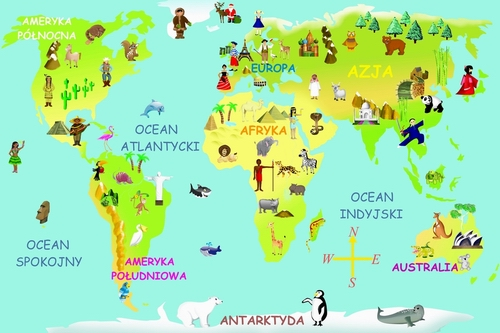 AMERYKA
PÓŁNOCNA
EUROPA
AZJA
OCEAN
ATLANTYCKI
AFRYKA
OCEAN
INDYJSKI
OCEAN
SPOKOJNY
AMERYKA
POŁUDNIOWA
N
W E
S
AUSTRALIA
ANTARKTYDA